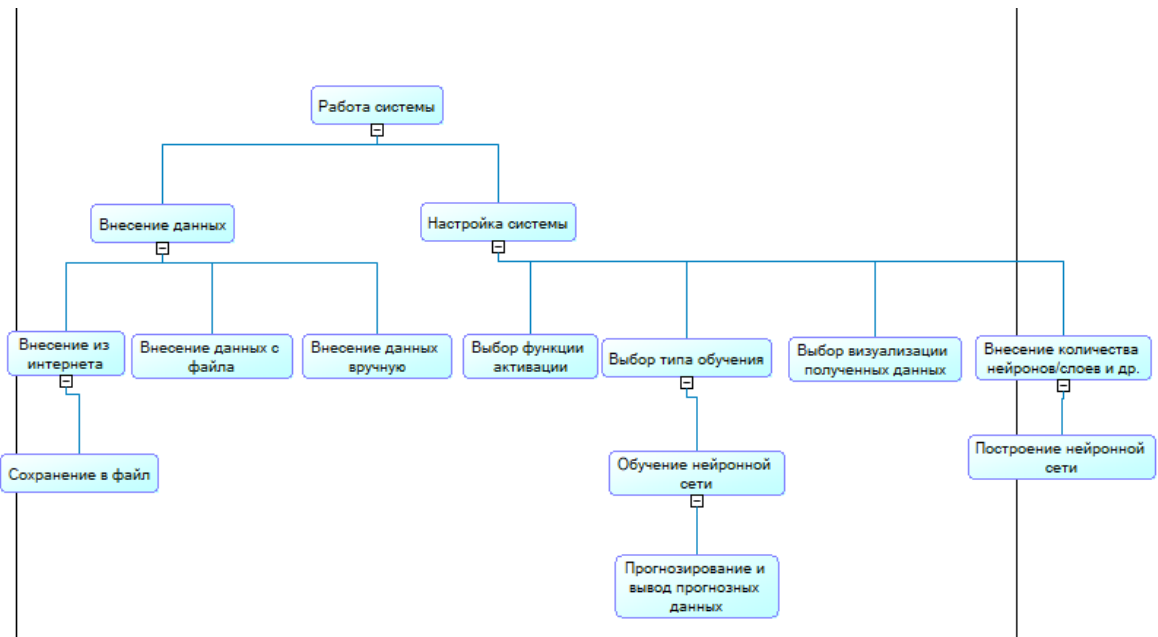 Работа системы
Внесение данных
Настройка системы
Внесение из
интернета
Внесение данных с
файла
Внесение данных
вручную
Выбор функции
активации
Выбор типа обучения
Выбор визуализации
полученных данных
Внесение количества
нейронов/слоев и др.
Сохранение в файл
Обучение нейронной
сети
Построение нейронной
сети
Прогнозирование и
вывод прогнозных
данных